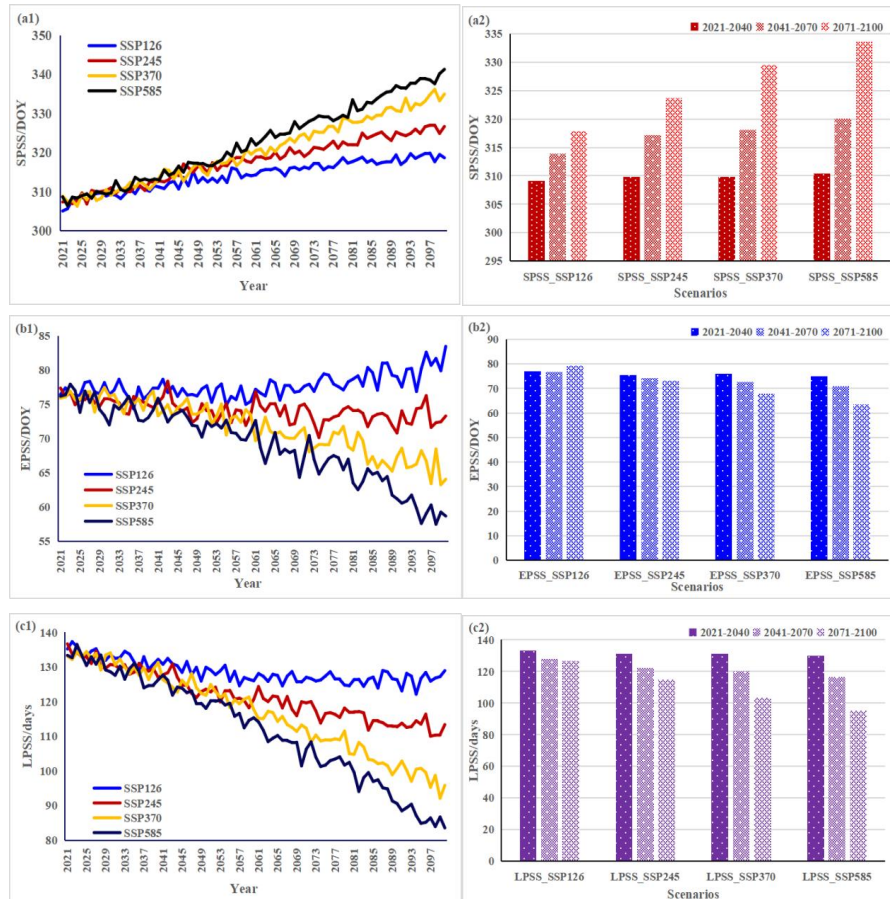 (a1)
350
340
330
320
310
300
SPSS/DOY
SSP126
SSP245
SSP370
SSP585
2021 2025 2029 2033 2037 2041 2045 2049 2053 2057 2061 2065 2069 2073 2077 2081 2085 2089 2093 2097
Year
(a2)
2021-2040 2041-2070 2071-2100
335
330
325
320
315
310
305
300
295
SPSS/DOY
SPSS_SSP126 SPSS_SSP245 SPSS_SSP370 SPSS_SSP585
Scenarios
(b1)
85
80
75
70
65
60
55
EPSS/DOY
SSP126
SSP245
SSP370
SSP585
2021 2025 2029 2033 2037 2041 2045 2049 2053 2057 2061 2065 2069 2073 2077 2081 2085 2089 2093 2097
Year
(b2)
2021-2040 2041-2070 2071-2100
90
80
70
60
50
40
30
20
10
0
EPSS/DOY
EPSS_SSP126 EPSS_SSP245 EPSS_SSP370 EPSS_SSP585
Scenarios
(c1)
140
130
120
110
100
90
80
LPSS/days
SSP126
SSP245
SSP370
SSP585
2021 2025 2029 2033 2037 2041 2045 2049 2053 2057 2061 2065 2069 2073 2077 2081 2085 2089 2093 2097
Year
(c2)
2021-2040 2041-2070 2071-2100
140
120
100
80
60
40
20
0
LPSS/days
LPSS_SSP126 LPSS_SSP245 LPSS_SSP370 LPSS_SSP585
Scenarios